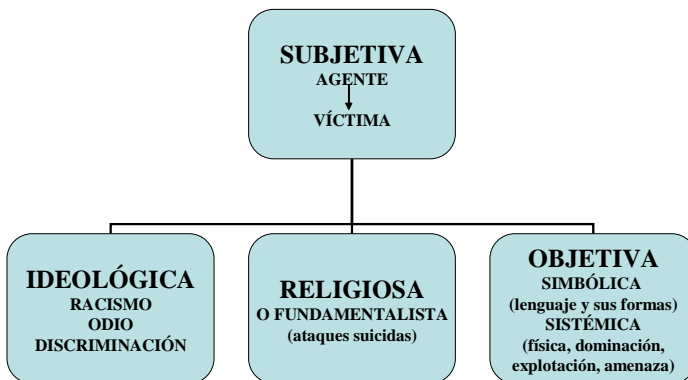 SUBJETIVA
AGENTE
VÍCTIMA
IDEOLÓGICA
RACISMO
ODIO
DISCRIMINACIÓN
RELIGIOSA
O FUNDAMENTALISTA
(ataques suicidas)
OBJETIVA
SIMBÓLICA
(lenguaje y sus formas)
SISTÉMICA
(física, dominación,
explotación, amenaza)